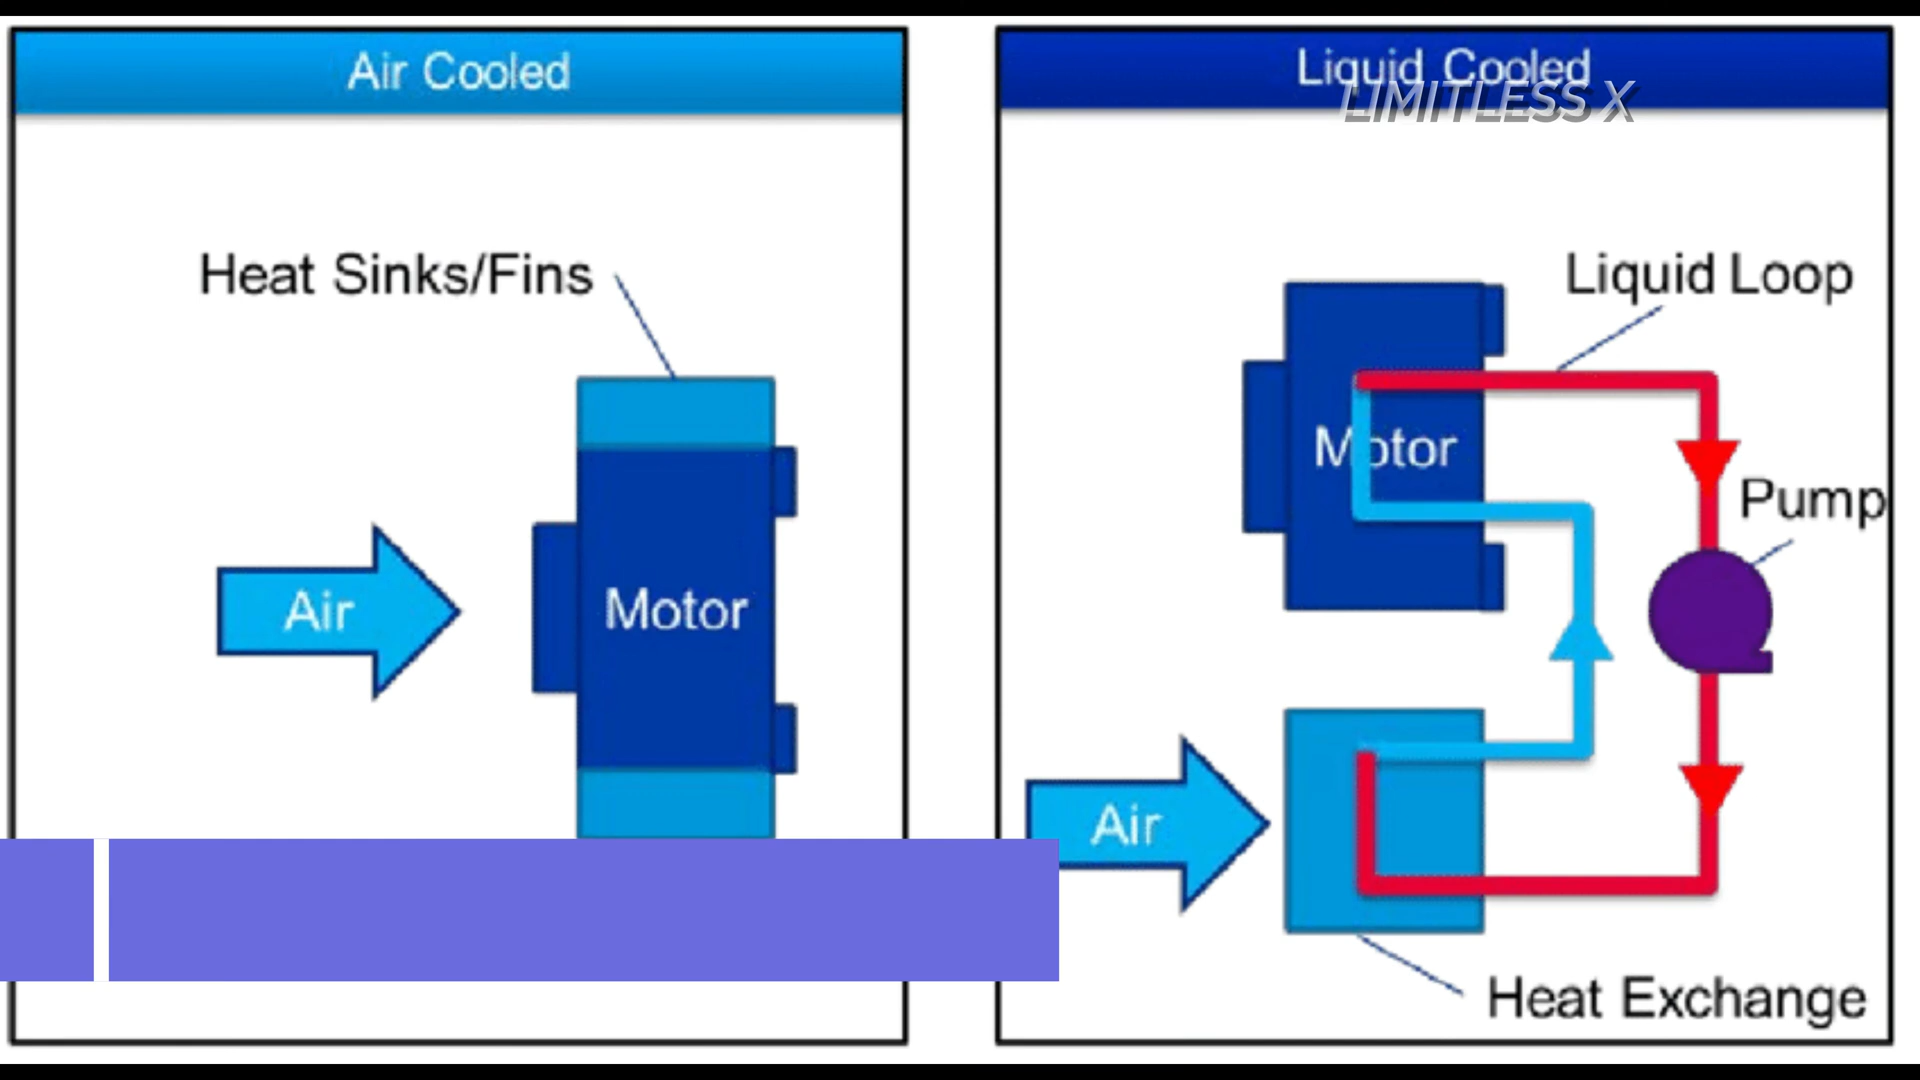 Air Cooled
Heat Sinks/Fins
Air
Motor
Liquid Cooled
LIMITLESS X
Liquid Loop
Motor
Pump
Air
Heat Exchange